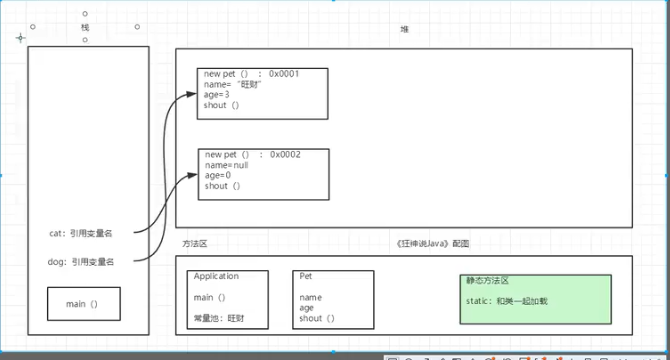 栈
堆
new pet（） ： 0x0001
name= “旺财”
age=3
shout（）
new pet（） ： 0x0002
name=null
age=0
shout（）
cat：引用变量名
dog：引用变量名
main（）
方法区
《狂神说Java》配图
Application
main（）
常量池：旺财
Pet
name
age
shout（）
静态方法区
static：和类一起加载